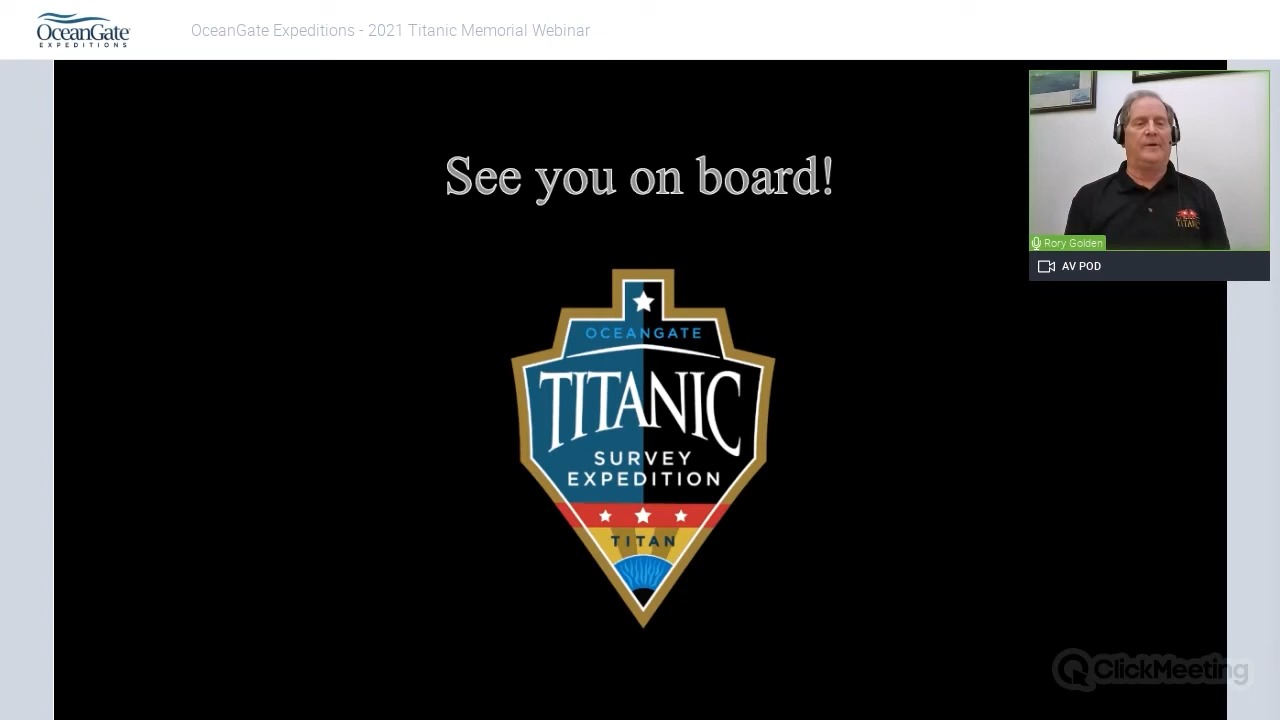 OceanGate
EXPEDITIONS
OceanGate Expeditions - 2021 Titanic Memorial Webinar
See you on board!
TITANIC
Rory Golden
AV POD
OCEANGATE
TITANIC
SURVEY
EXPEDITION
TITAN
ClickMeeting